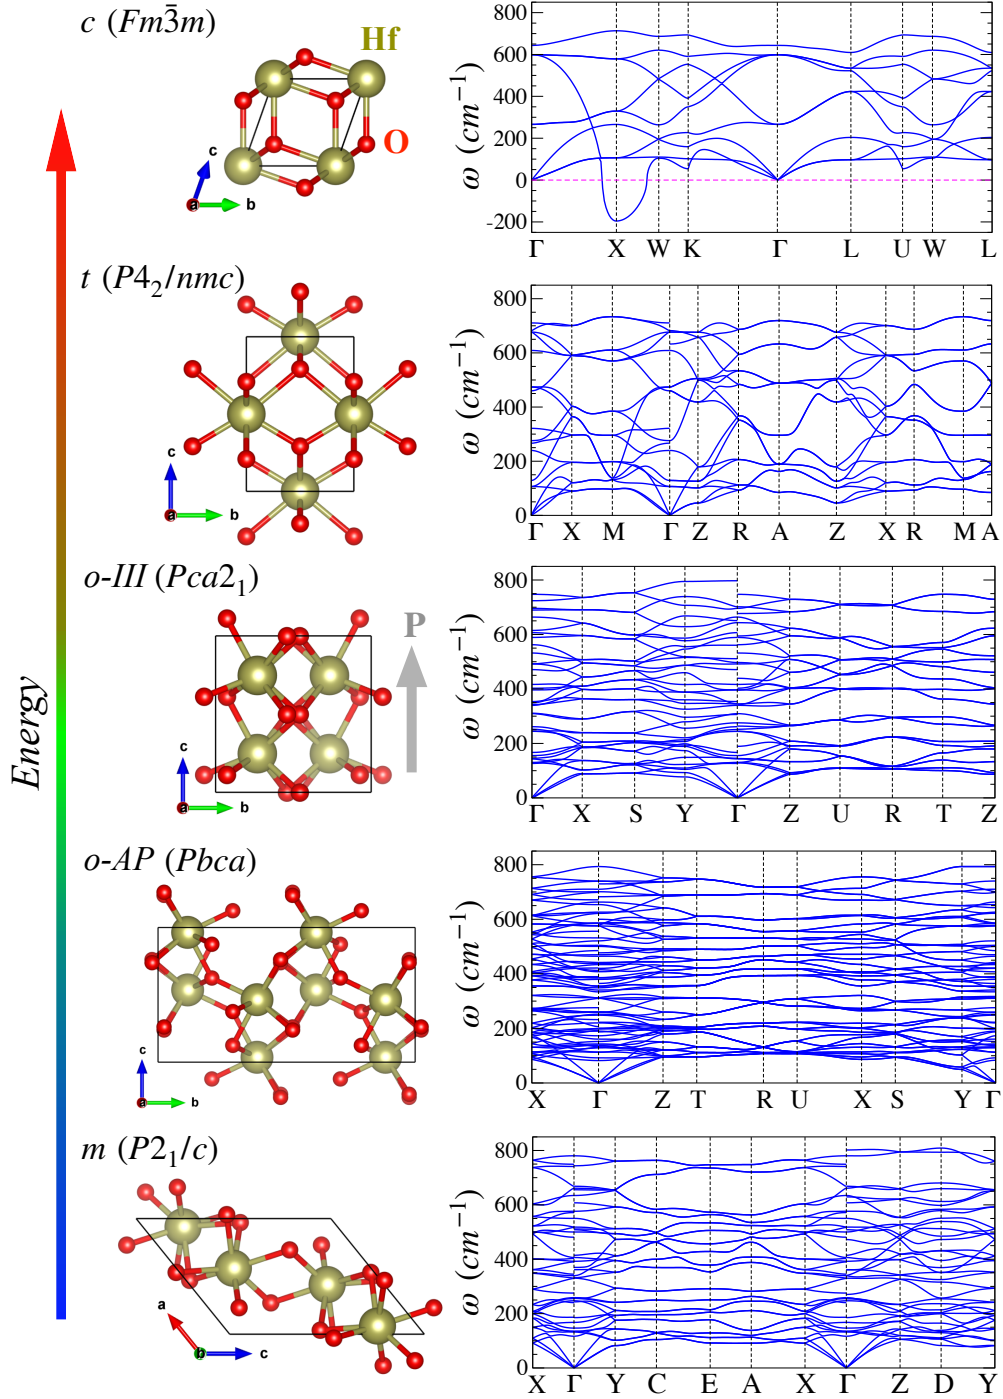 c (Fm3̄m)
Hf
O
c
a
b
ω (cm⁻¹)
800
600
400
200
0
-200
Γ X W K Γ L U W L
t (P4₂/nmc)
c
a
b
ω (cm⁻¹)
800
600
400
200
0
Γ X M Γ Z R A Z X R M A
o-III (Pca2₁)
P
c
a
b
ω (cm⁻¹)
800
600
400
200
0
Γ X S Y Γ Z U R T Z
Energy
o-AP (Pbca)
c
a
b
ω (cm⁻¹)
800
600
400
200
0
X Γ Z T R U X S Y Γ
m (P2₁/c)
a
b
c
ω (cm⁻¹)
800
600
400
200
0
X Γ Y C E A X Γ Z D Y